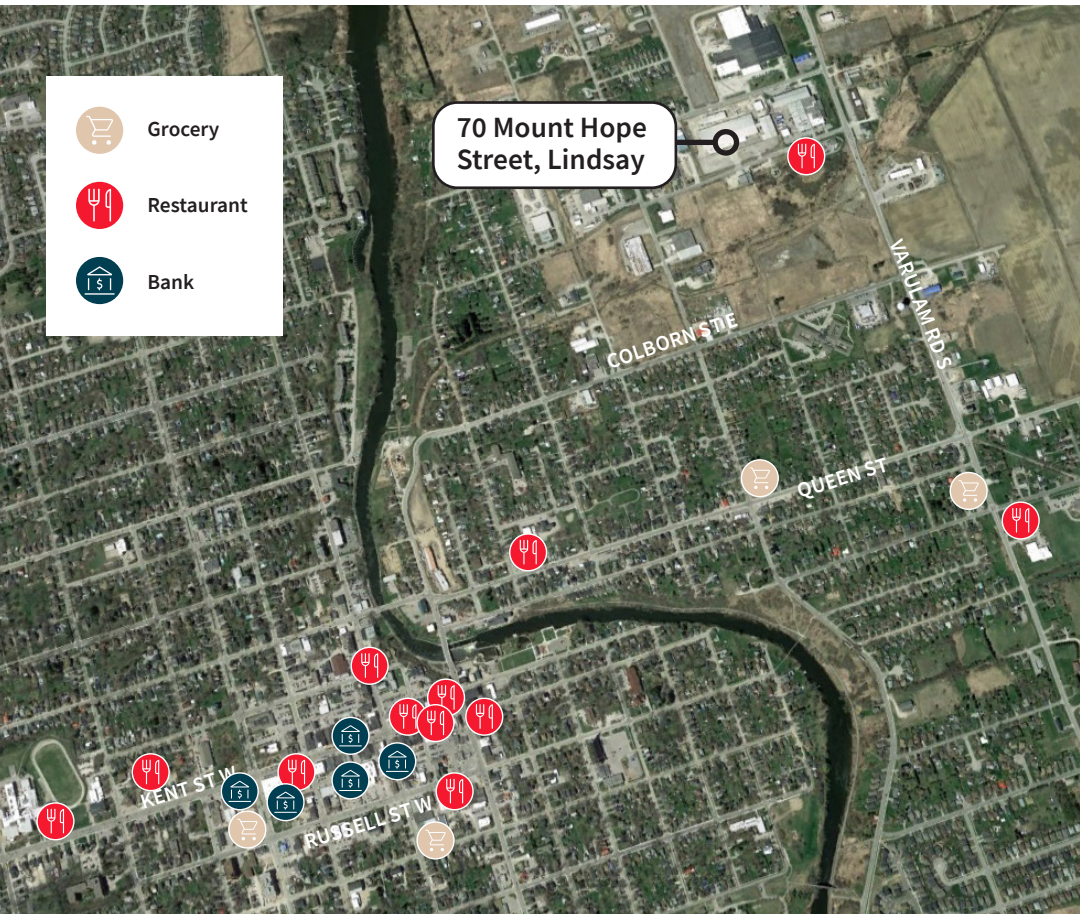 Grocery
Restaurant
Bank
70 Mount Hope
Street, Lindsay
VARULAM RD S
COLBORN ST E
QUEEN ST
KENT ST W
RUSSELL ST W